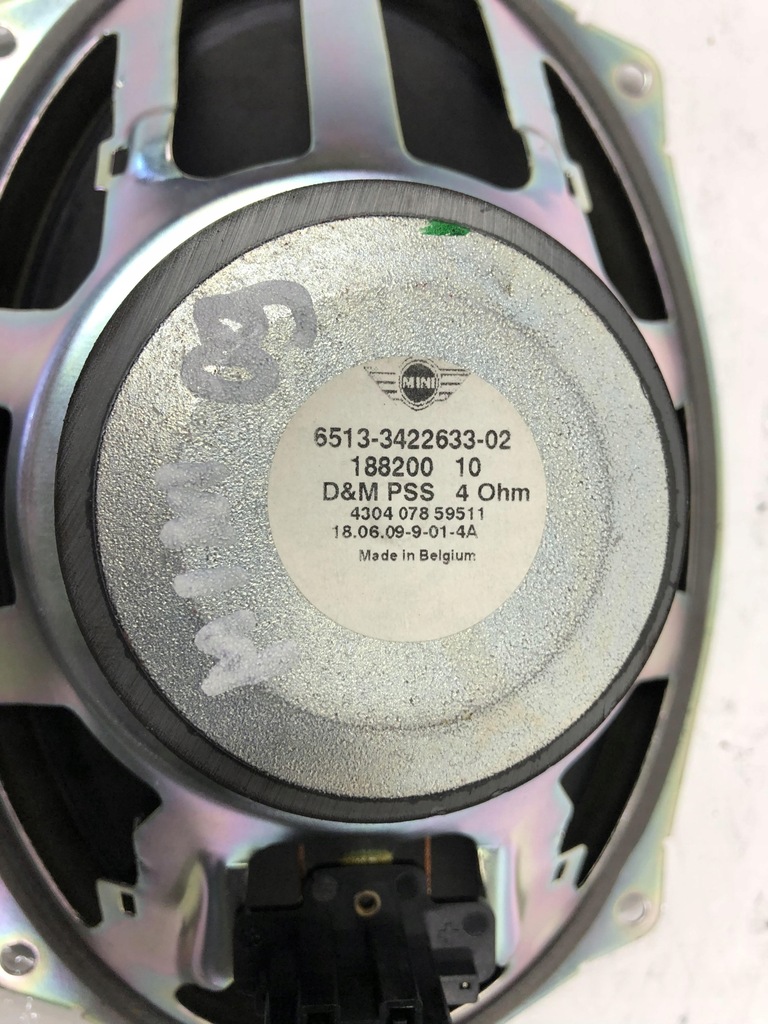 MINI
6513-3422633-02
188200 10
D&M PSS 4 Ohm
4304 078 59511
18.06.09-9-01-4A
Made in Belgium